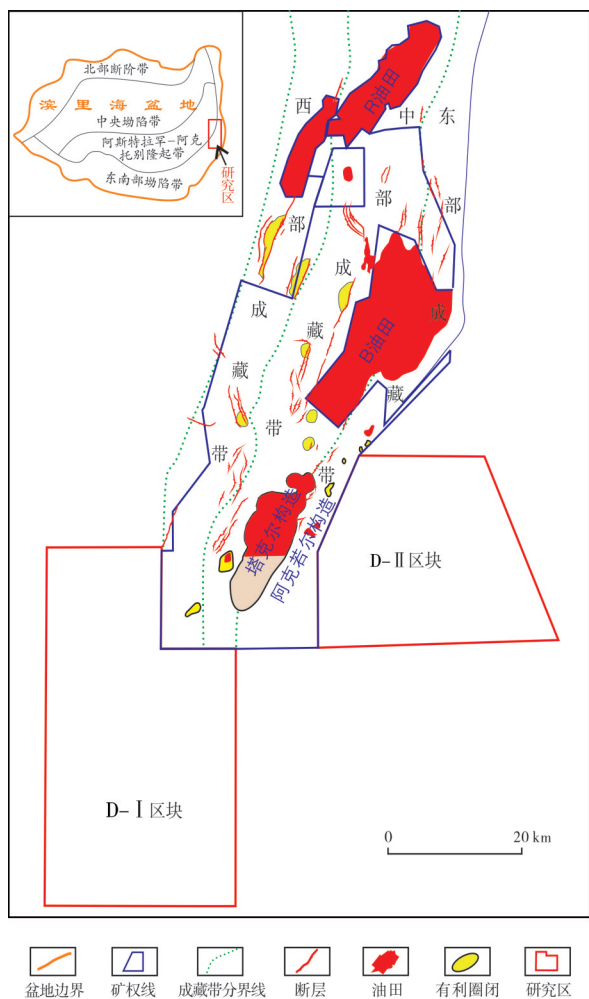 北部断阶带
滨里海盆地
中央坳陷带
阿斯特拉罕-阿克
托别隆起带
东南部坳陷带
研究区
R油田
西部成藏带
中部成藏带
东部成藏带
B油田
塔克尔构造
阿克若尔构造
D-Ⅱ区块
D-Ⅰ区块
0 20 km
盆地边界 矿权线 成藏带分界线 断层 油田 有利圈闭 研究区